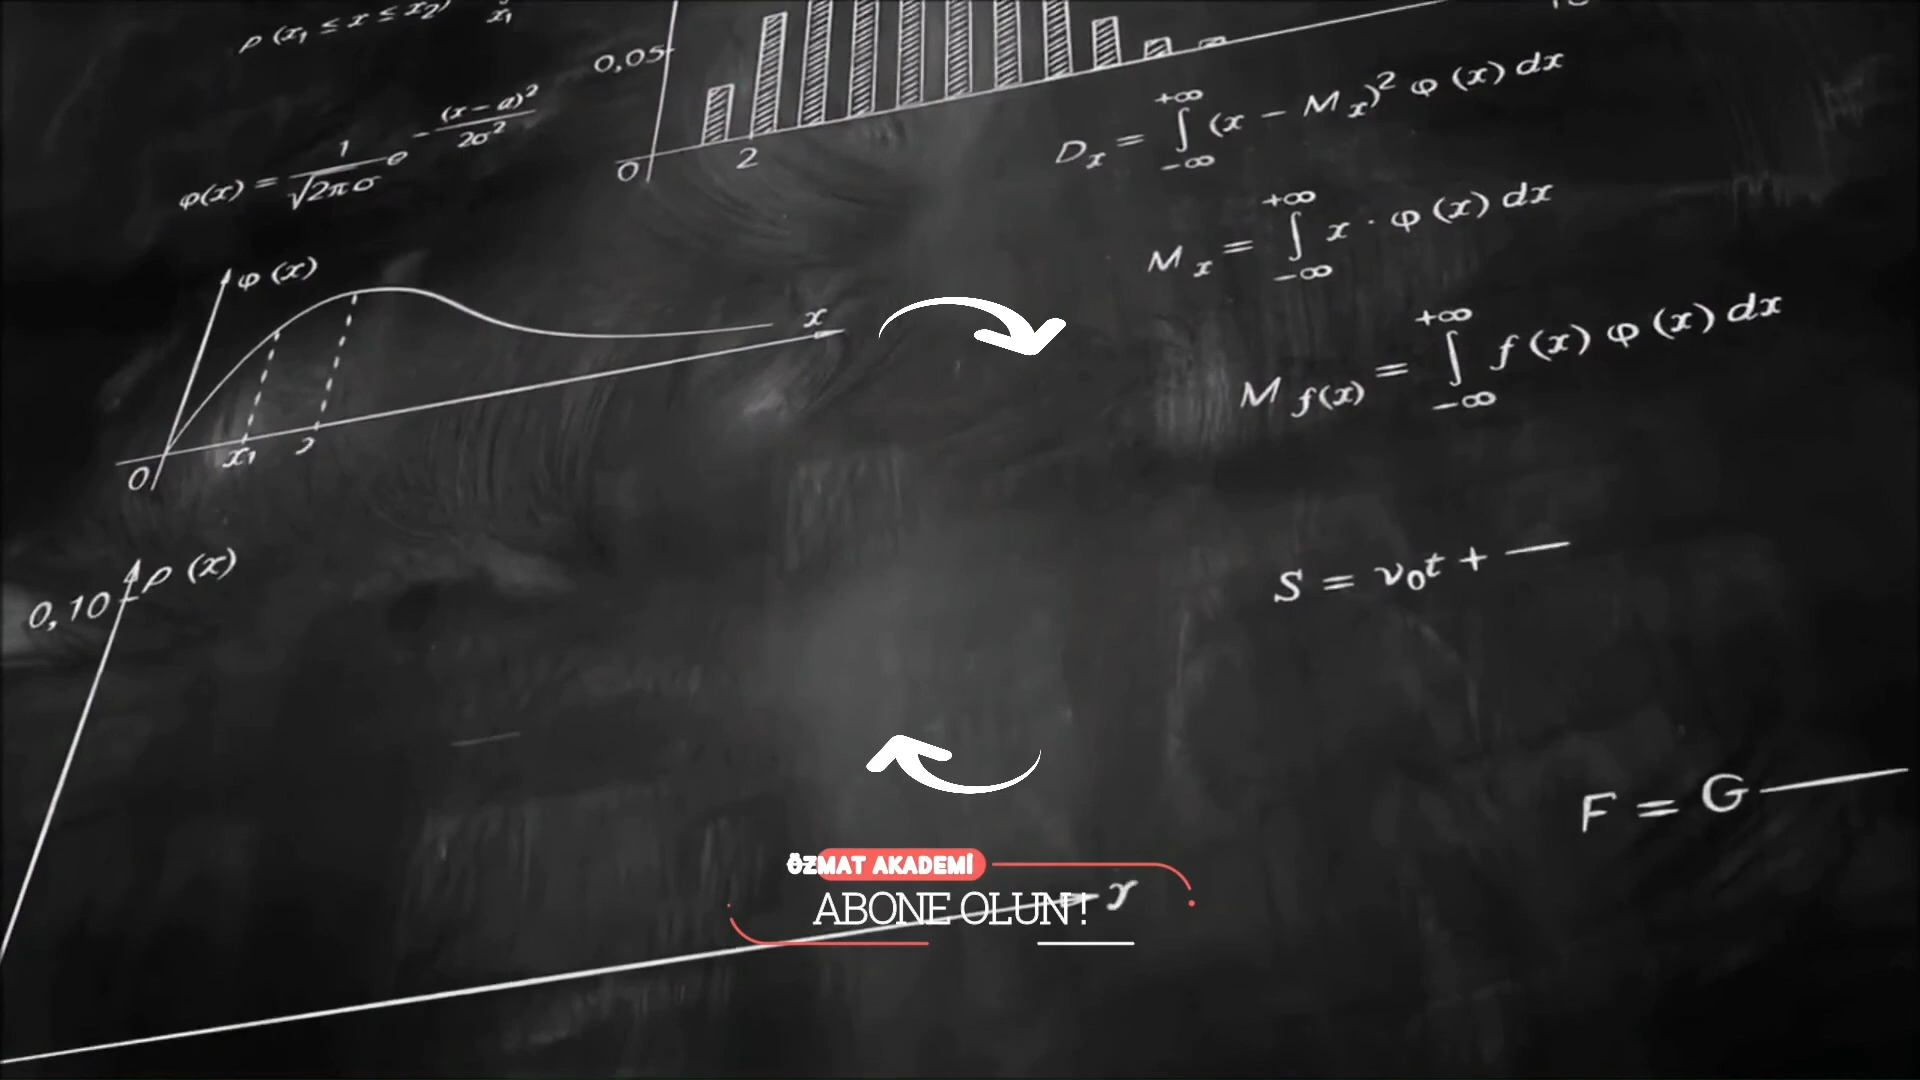 ρ (x₁ ≤ x ≤ x₂)
x₁
φ(x) = 1/√2πσ e^(-(x – a)²/2σ²)
0,05
0
2
Dₓ = ∫₋∞⁺∞ (x – Mₓ)² φ (x) dx
Mₓ = ∫₋∞⁺∞ x · φ (x) dx
M f(x) = ∫₋∞⁺∞ f (x) φ (x) dx
φ (x)
x
0
x₁
0,10
ρ (x)
S = v₀t + —
F = G —
ÖZMAT AKADEMİ
ABONE OLUN !
x